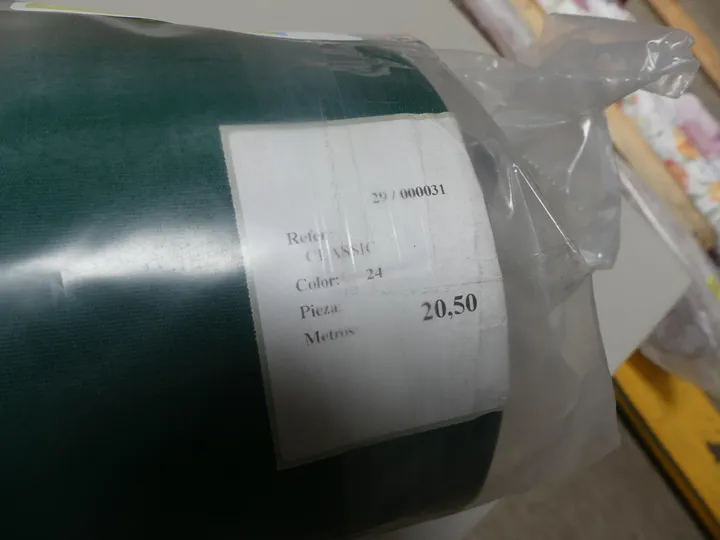 29 / 000031
Refer:
CLASSIC
Color: 24
Pieza:
Metros 20,50